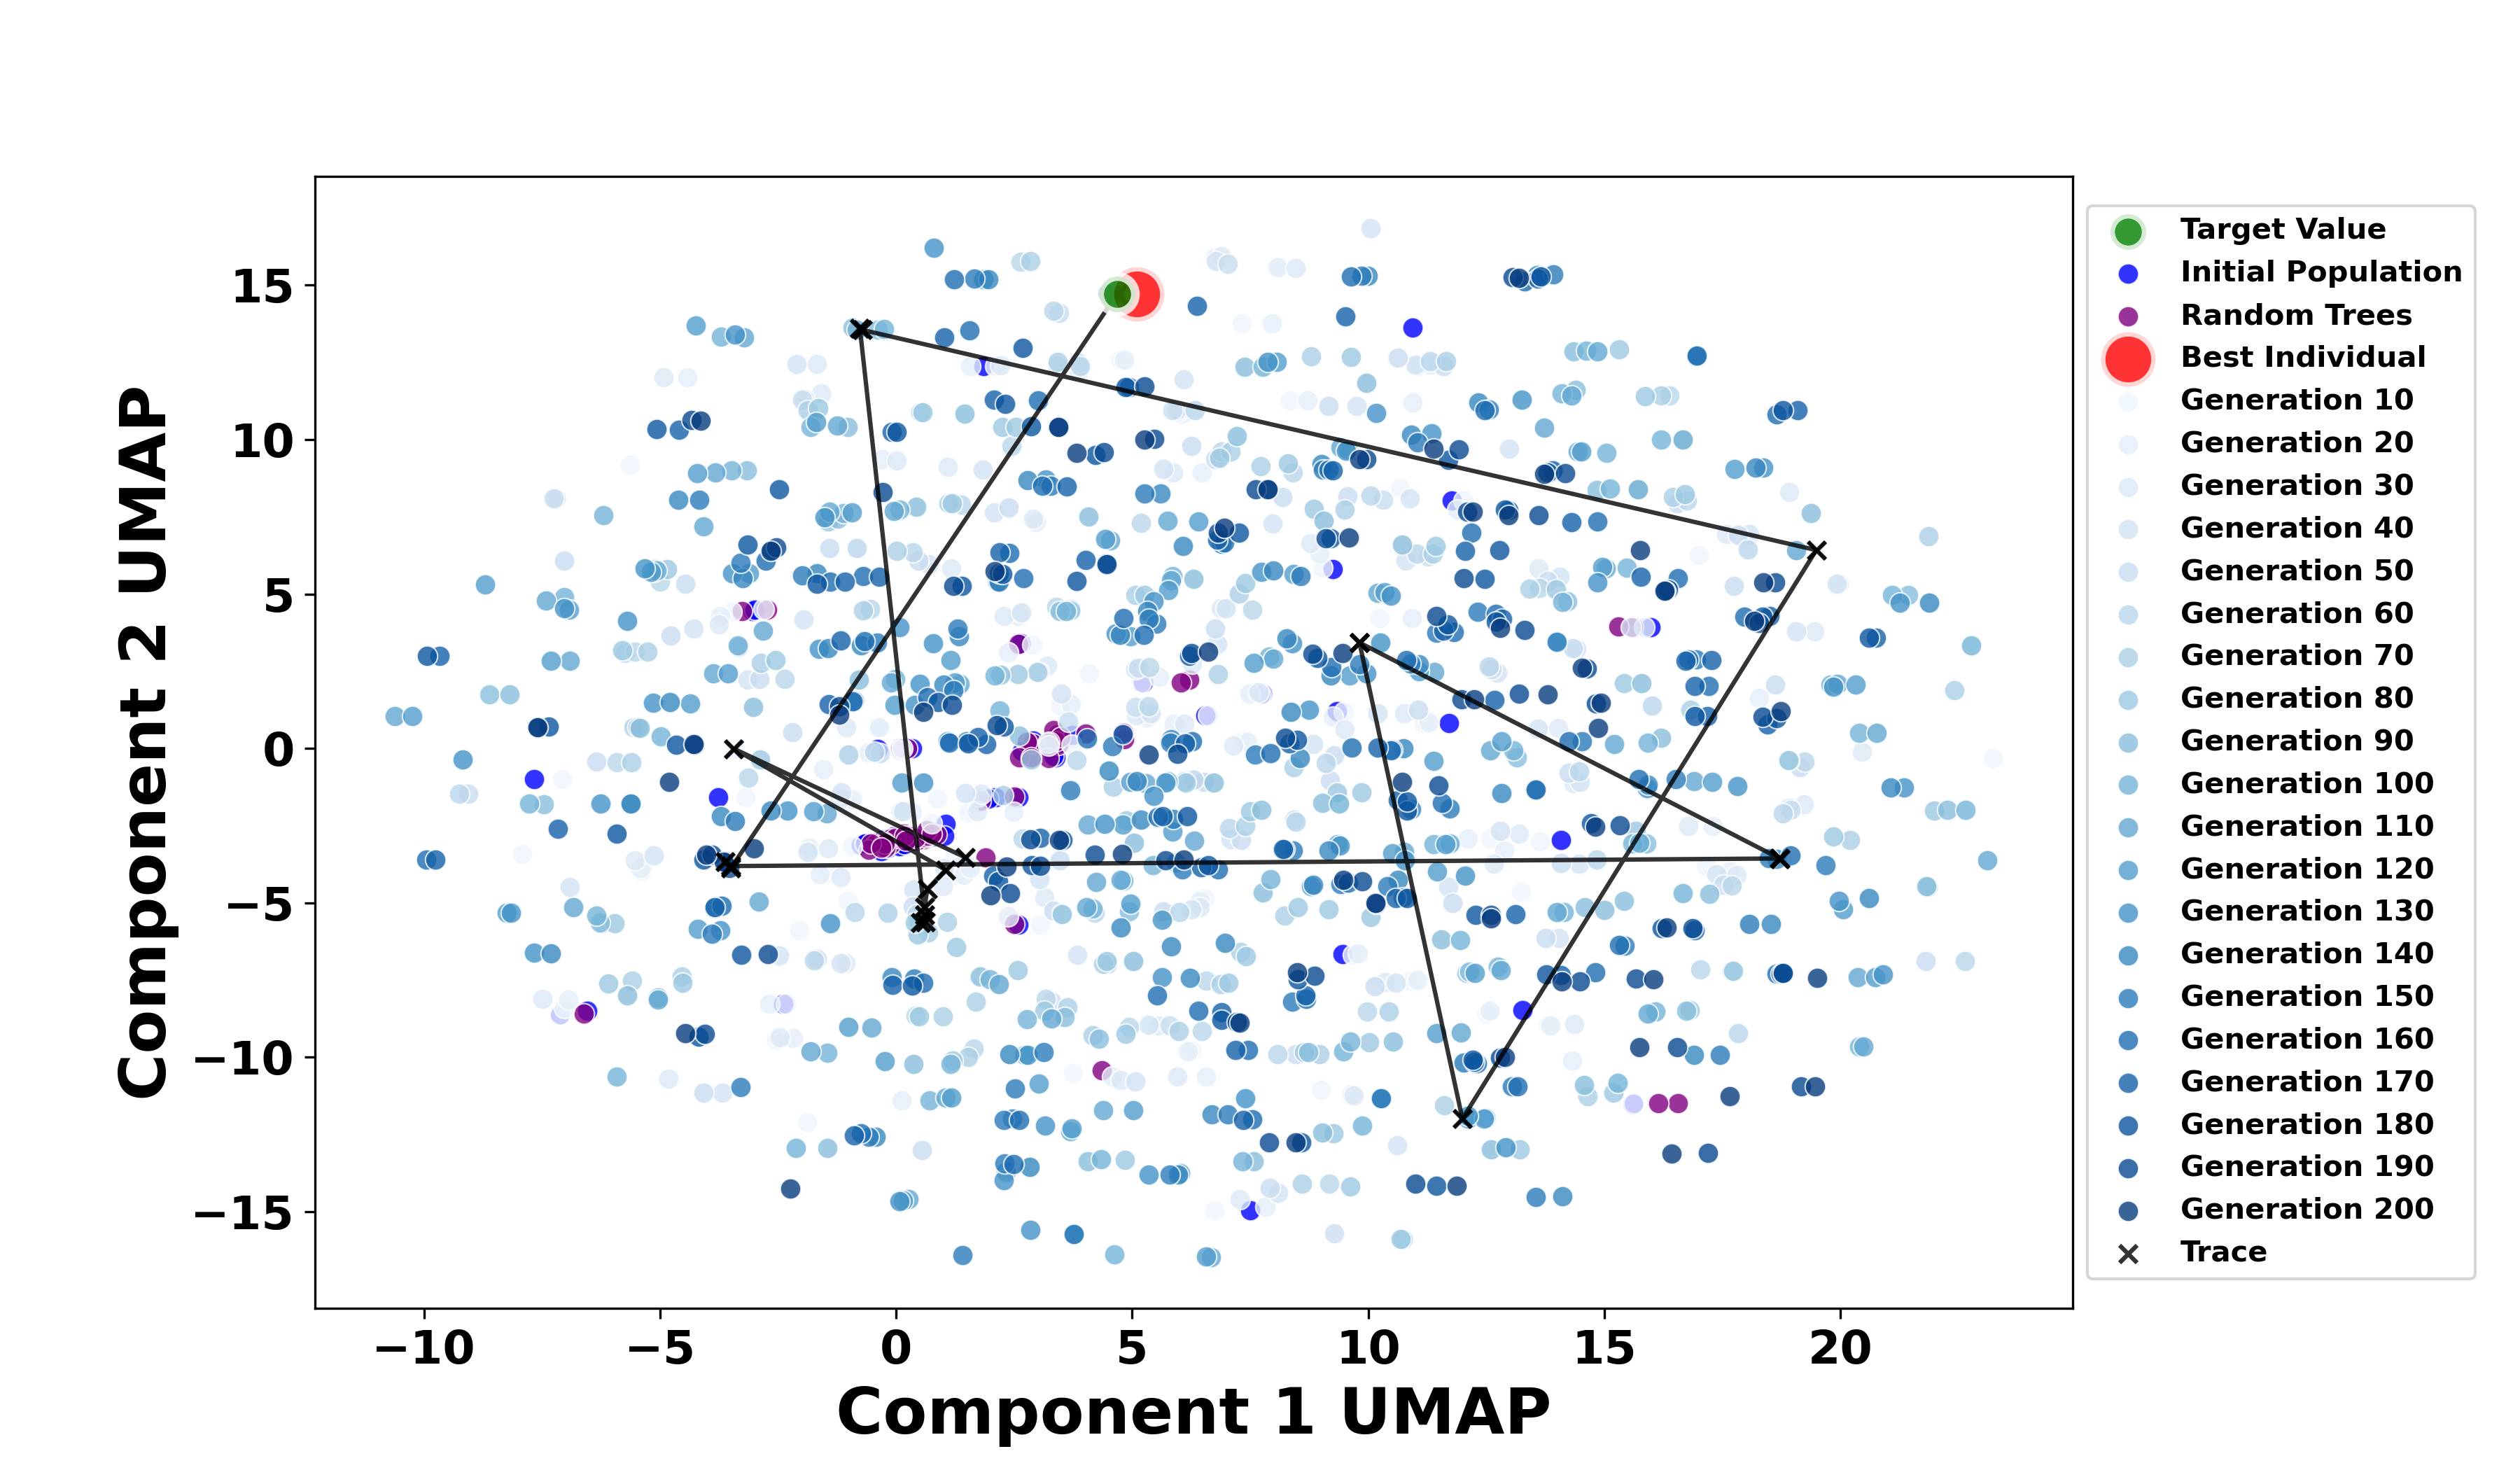 15
10
5
0
−5
−10
−15
Component 2 UMAP
−10
−5
0
5
10
15
20
Component 1 UMAP
Target Value
Initial Population
Random Trees
Best Individual
Generation 10
Generation 20
Generation 30
Generation 40
Generation 50
Generation 60
Generation 70
Generation 80
Generation 90
Generation 100
Generation 110
Generation 120
Generation 130
Generation 140
Generation 150
Generation 160
Generation 170
Generation 180
Generation 190
Generation 200
Trace